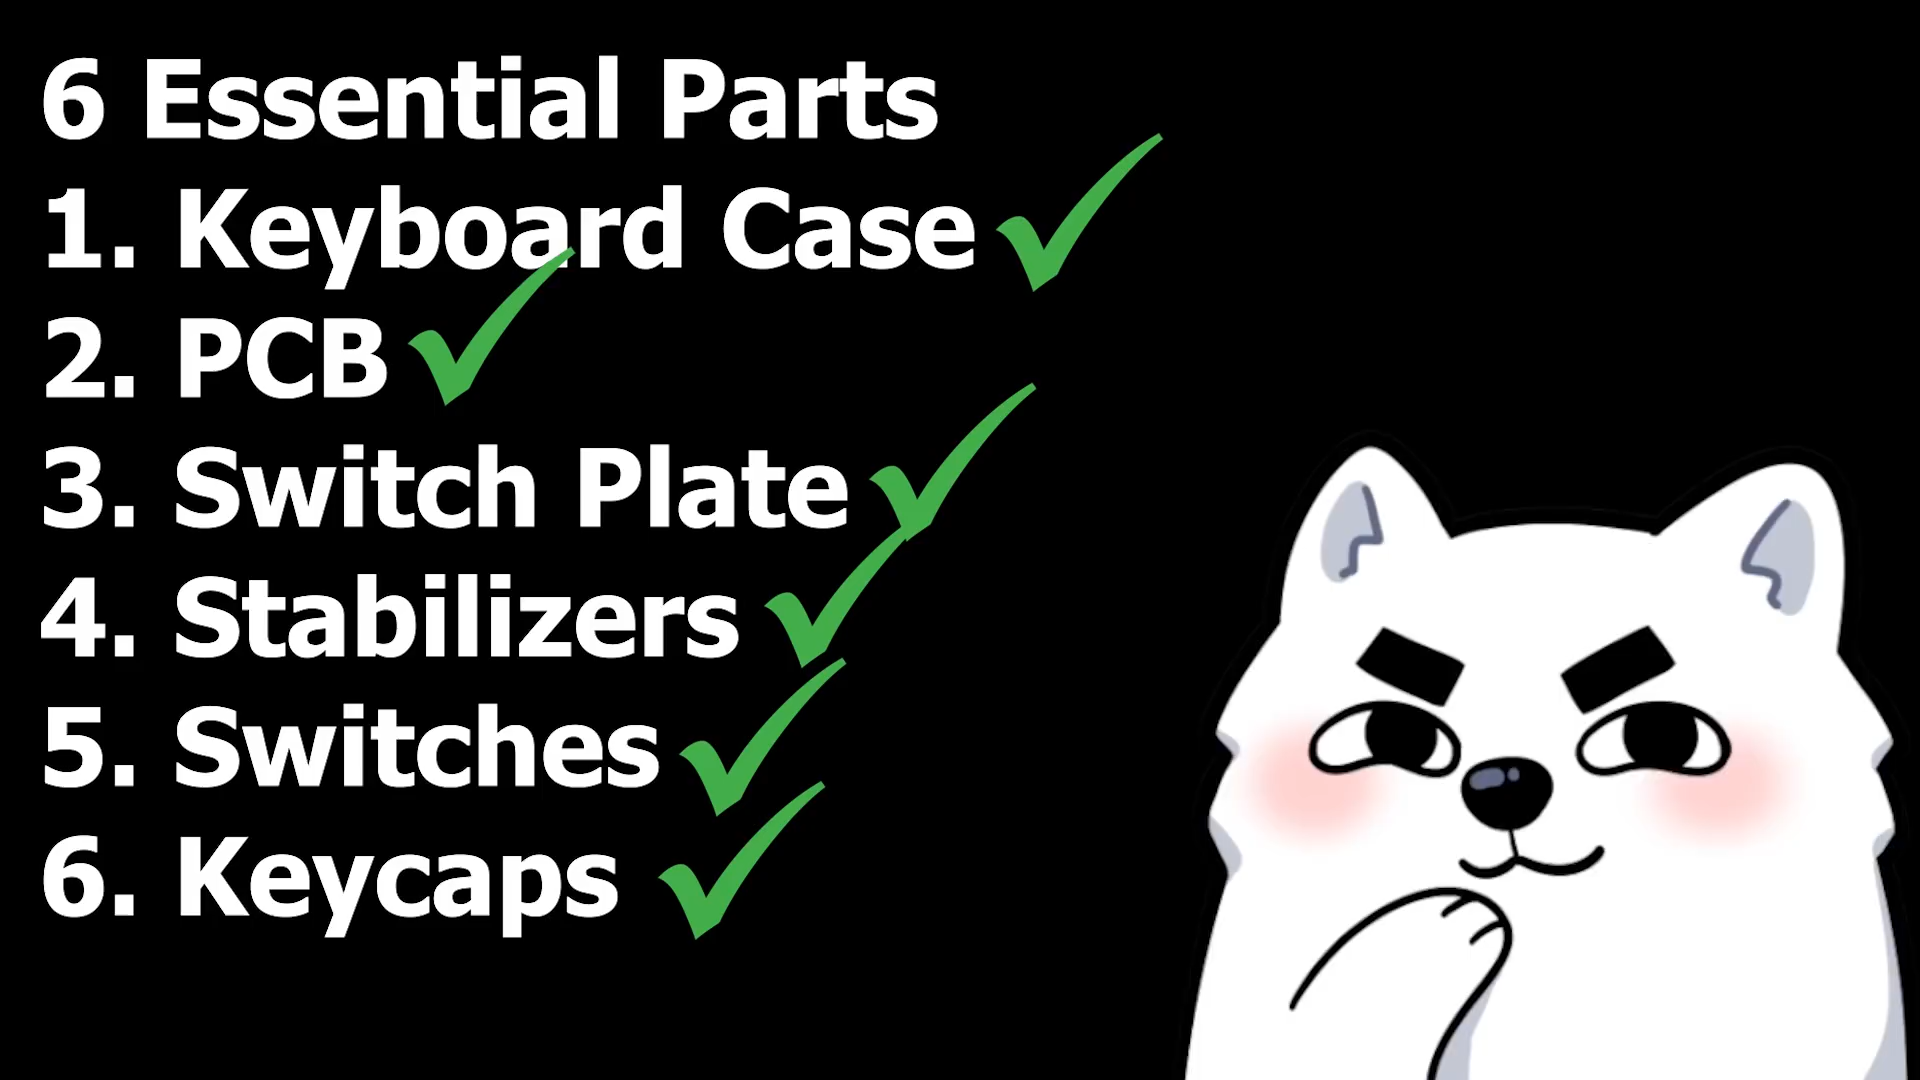 6 Essential Parts
1. Keyboard Case
2. PCB
3. Switch Plate
4. Stabilizers
5. Switches
6. Keycaps